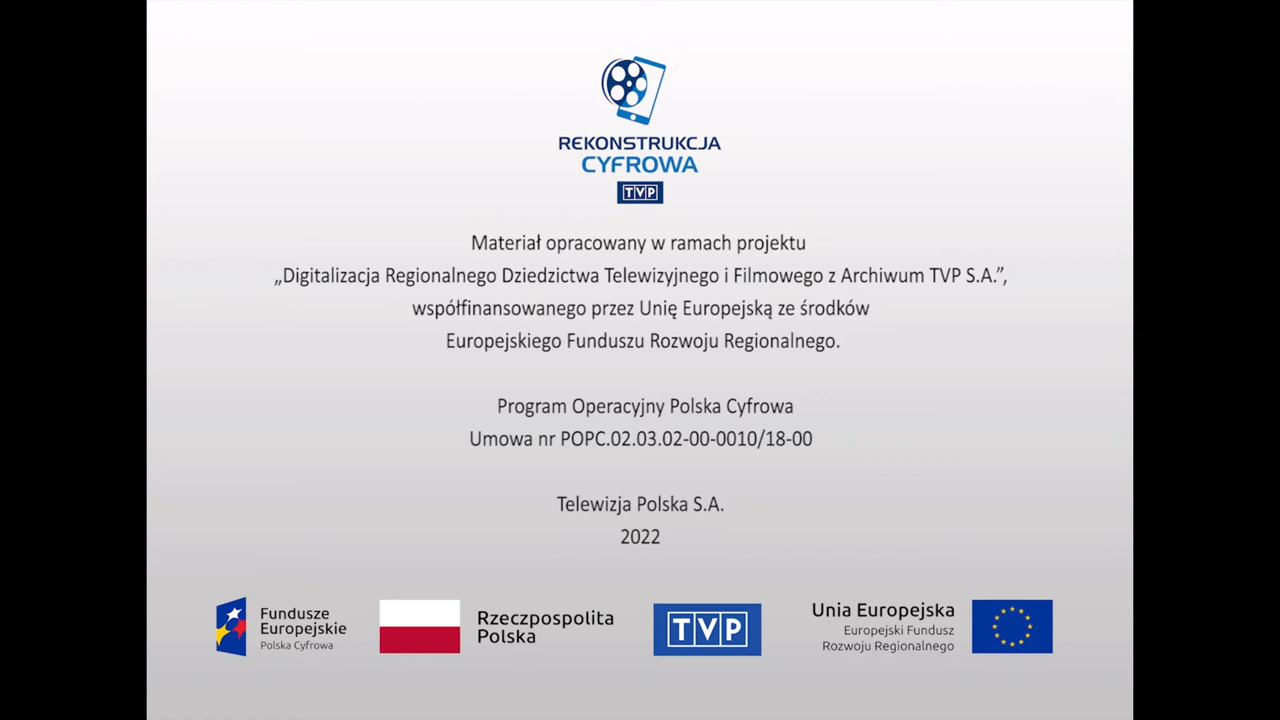 REKONSTRUKCJA
CYFROWA
TVP
Materiał opracowany w ramach projektu
„Digitalizacja Regionalnego Dziedzictwa Telewizyjnego i Filmowego z Archiwum TVP S.A.”,
współfinansowanego przez Unię Europejską ze środków
Europejskiego Funduszu Rozwoju Regionalnego.
Program Operacyjny Polska Cyfrowa
Umowa nr POPC.02.03.02-00-0010/18-00
Telewizja Polska S.A.
2022
Fundusze
Europejskie
Polska Cyfrowa
Rzeczpospolita
Polska
TVP
Unia Europejska
Europejski Fundusz
Rozwoju Regionalnego